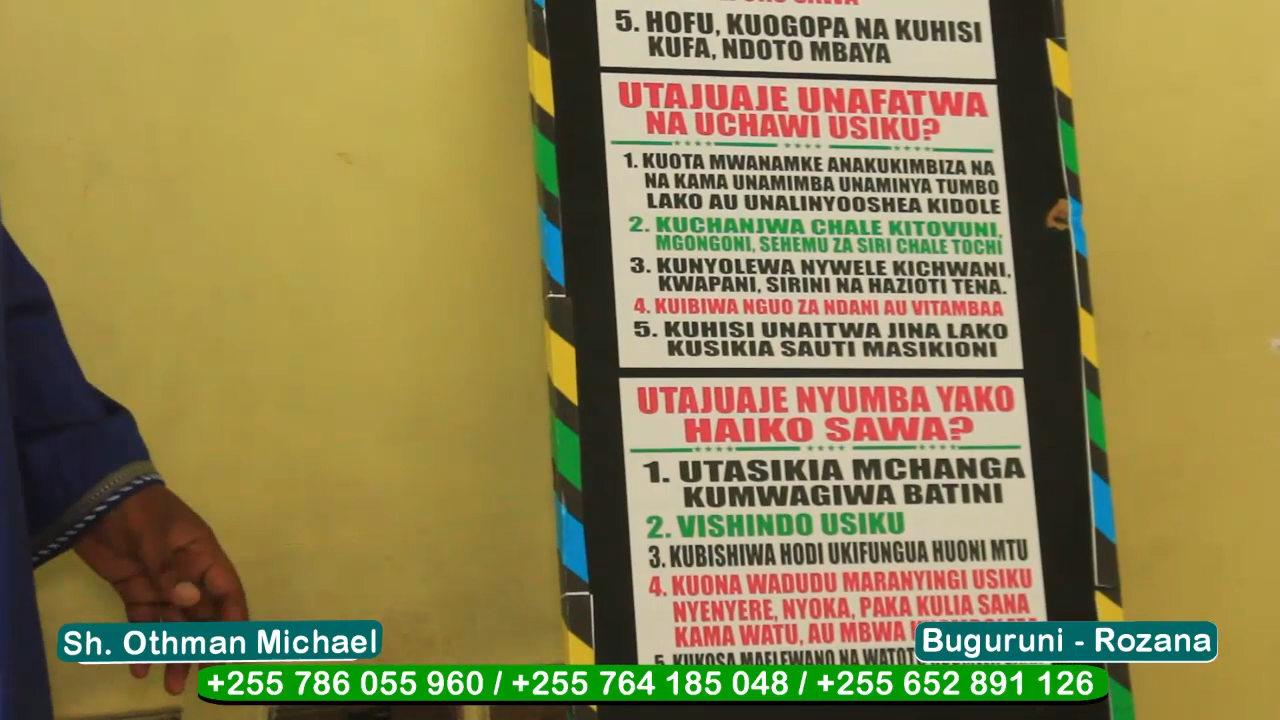 5. HOFU, KUOGOPA NA KUHISI
KUFA, NDOTO MBAYA
UTAJUAJE UNAFATWA
NA UCHAWI USIKU?
1. KUOTA MWANAMKE ANAKUKIMBIZA NA
NA KAMA UNAMIMBA UNAMINYA TUMBO
LAKO AU UNALINYOOSHEA KIDOLE
2. KUCHANJWA CHALE KITOVUNI,
MGONGONI, SEHEMU ZA SIRI CHALE TOCHI
3. KUNYOLEWA NYWELE KICHWANI,
KWAPANI, SIRINI NA HAZIOTI TENA.
4. KUIBIWA NGUO ZA NDANI AU VITAMBAA
5. KUHISI UNAITWA JINA LAKO
KUSIKIA SAUTI MASIKIONI
UTAJUAJE NYUMBA YAKO
HAIKO SAWA?
1. UTASIKIA MCHANGA
KUMWAGIWA BATINI
2. VISHINDO USIKU
3. KUBISHIWA HODI UKIFUNGUA HUONI MTU
4. KUONA WADUDU MARANYINGI USIKU
NYENYERE, NYOKA, PAKA KULIA SANA
KAMA WATU, AU MBWA
5. KUKOSA MAELEWANO NA WATOTO
Sh. Othman Michael
Buguruni - Rozana
+255 786 055 960 / +255 764 185 048 / +255 652 891 126